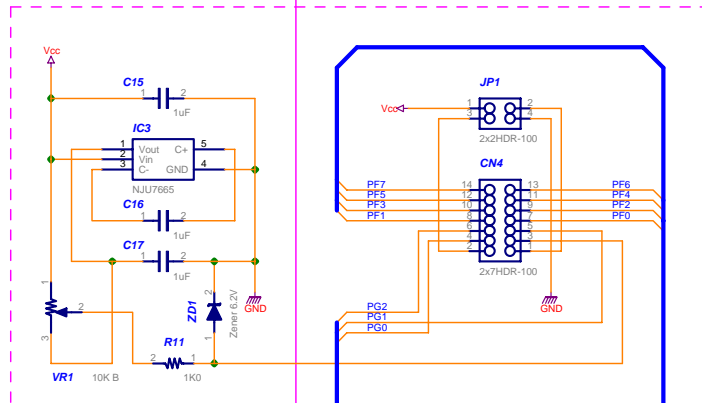 Vcc
C15
1 2
1uF
IC3
1 Vout C+ 5
2 Vin
3 C- GND 4
NJU7665
C16
1 2
1uF
C17
1 2
1uF
1
2
3
VR1
10K B
R11
2 1
1K0
2
ZD1
1
Zener 6.2V
GND
JP1
Vcc
1 2
3 4
2x2HDR-100
CN4
PF7 14 13 PF6
PF5 12 11 PF4
PF3 10 9 PF2
PF1 8 7 PF0
6 5
4 3
2 1
2x7HDR-100
GND
PG2
PG1
PG0